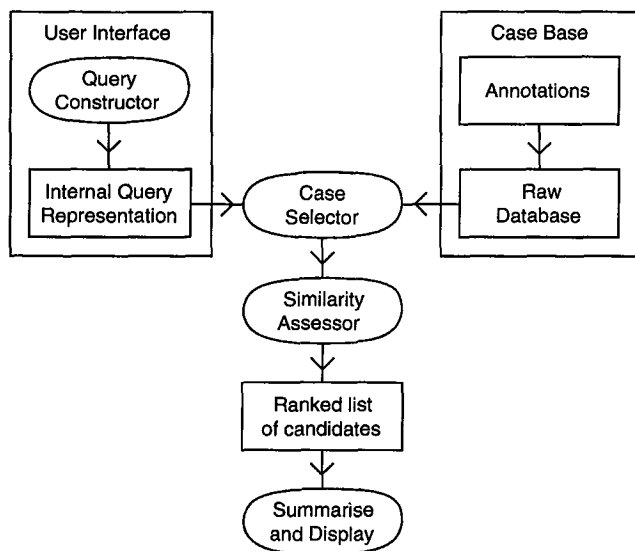 User Interface
Query
Constructor
Internal Query
Representation
Case Base
Annotations
Raw
Database
Case
Selector
Similarity
Assessor
Ranked list
of candidates
Summarise
and Display